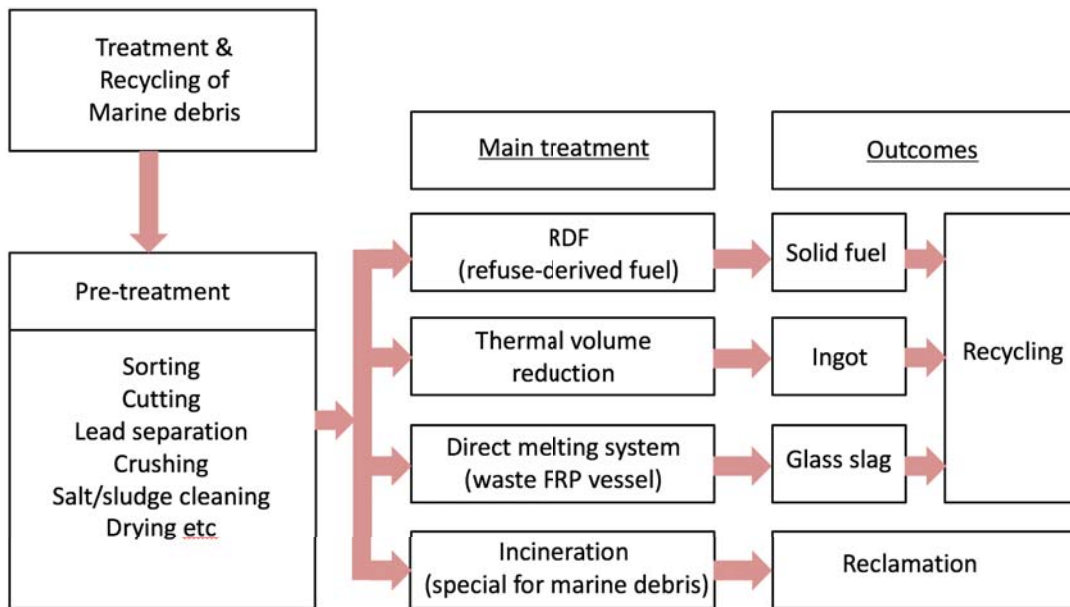 Treatment &
Recycling of
Marine debris
Pre-treatment
Sorting
Cutting
Lead separation
Crushing
Salt/sludge cleaning
Drying etc
Main treatment
RDF
(refuse-derived fuel)
Thermal volume
reduction
Direct melting system
(waste FRP vessel)
Incineration
(special for marine debris)
Outcomes
Solid fuel
Ingot
Glass slag
Recycling
Reclamation